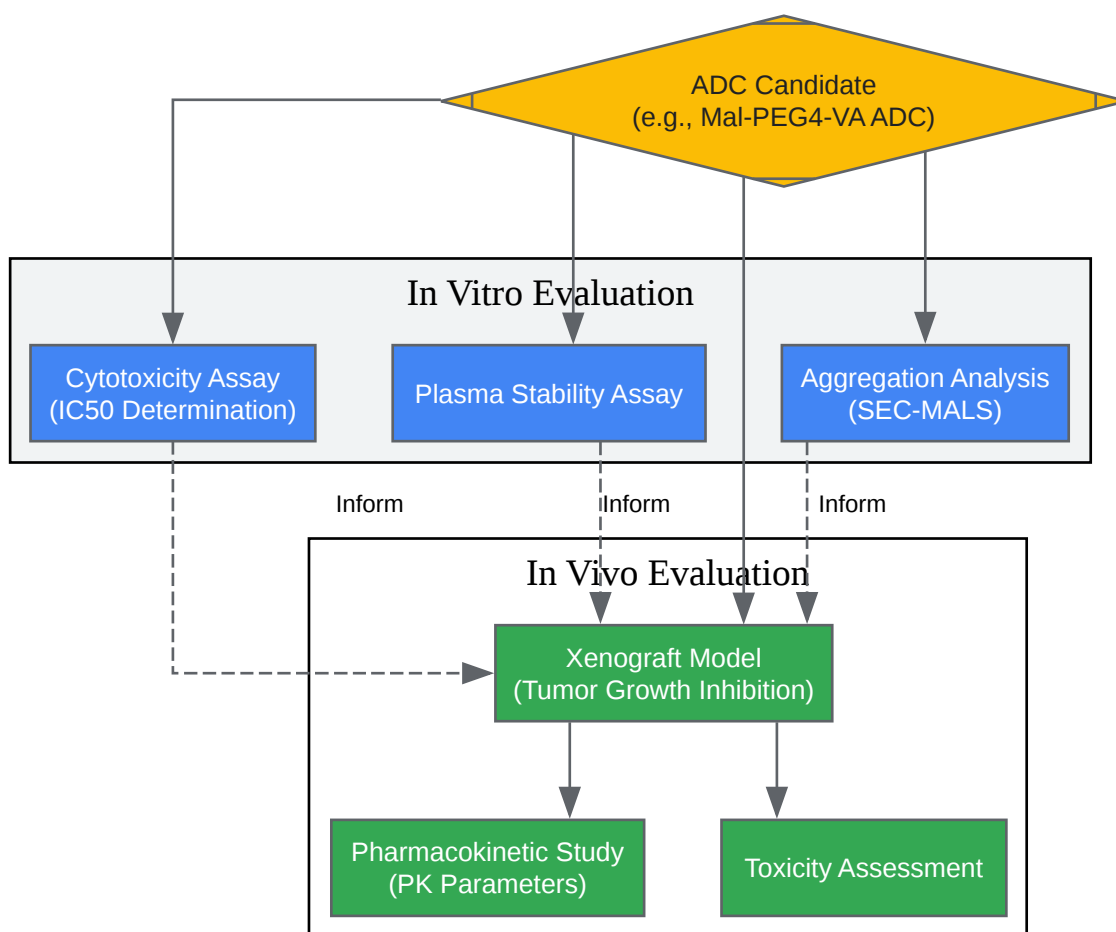 ADC Candidate
(e.g., Mal-PEG4-VA ADC)
In Vitro Evaluation
Cytotoxicity Assay
(IC50 Determination)
Plasma Stability Assay
Aggregation Analysis
(SEC-MALS)
Inform
Inform
Inform
In Vivo Evaluation
Xenograft Model
(Tumor Growth Inhibition)
Pharmacokinetic Study
(PK Parameters)
Toxicity Assessment